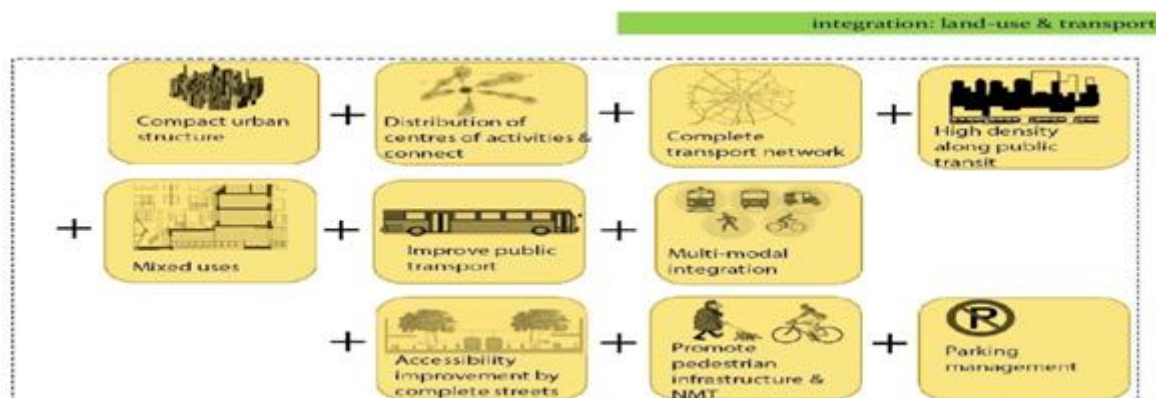 integration: land-use & transport
Compact urban
structure
+
Distribution of
centres of activities &
connect
+
Complete
transport network
+
High density
along public
transit
+
Mixed uses
+
Improve public
transport
+
Multi-modal
integration
+
Accessibility
improvement by
complete streets
+
Promote
pedestrian
infrastructure &
NMT
+
P
Parking
management